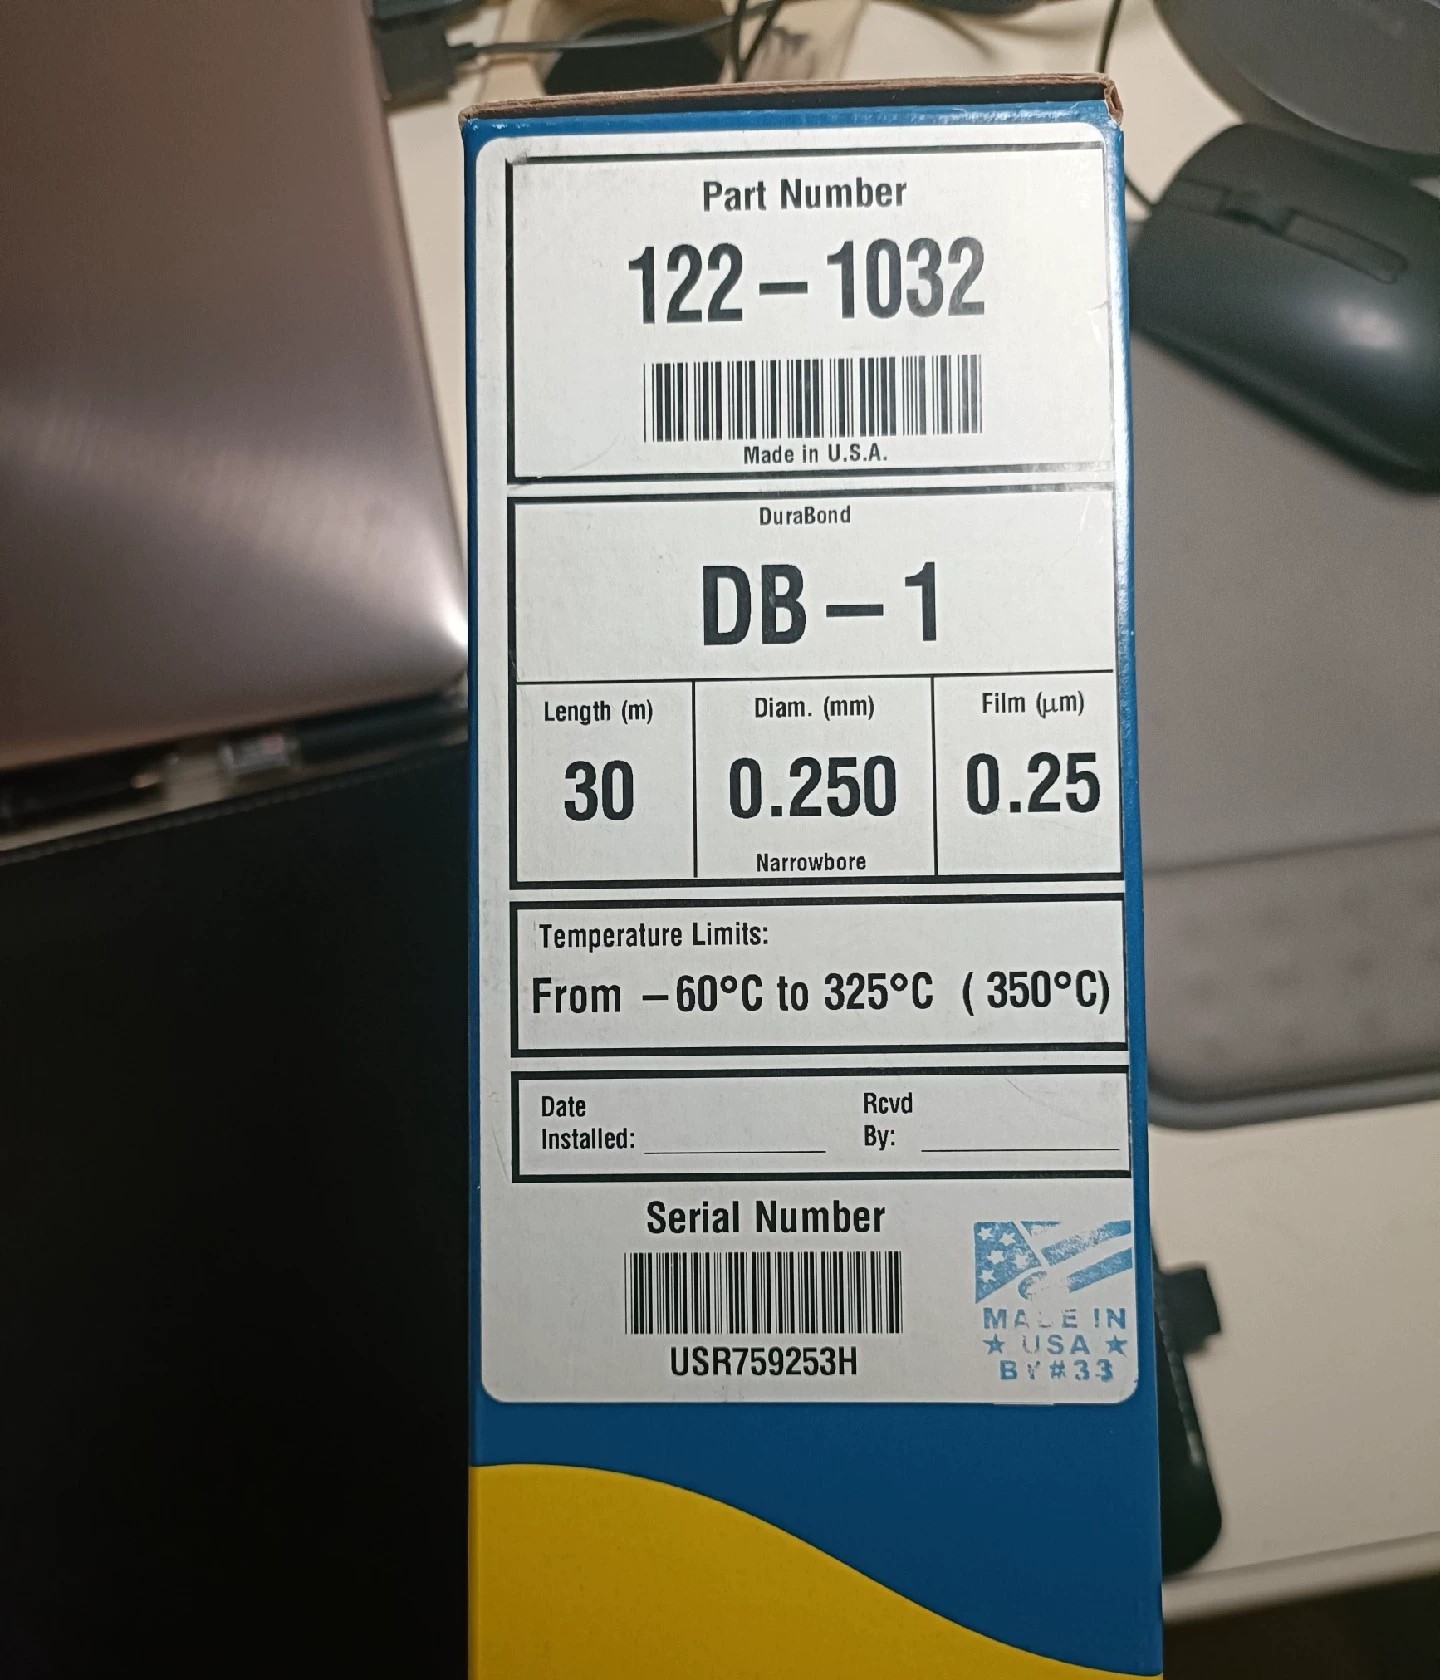 Part Number
122 – 1032
Made in U.S.A.
DuraBond
DB – 1
Length (m)
30
Diam. (mm)
0.250
Narrowbore
Film (μm)
0.25
Temperature Limits:
From –60°C to 325°C ( 350°C)
Date
Installed:
Rcvd
By:
Serial Number
USR759253H
MADE IN
★ USA ★
BY #33